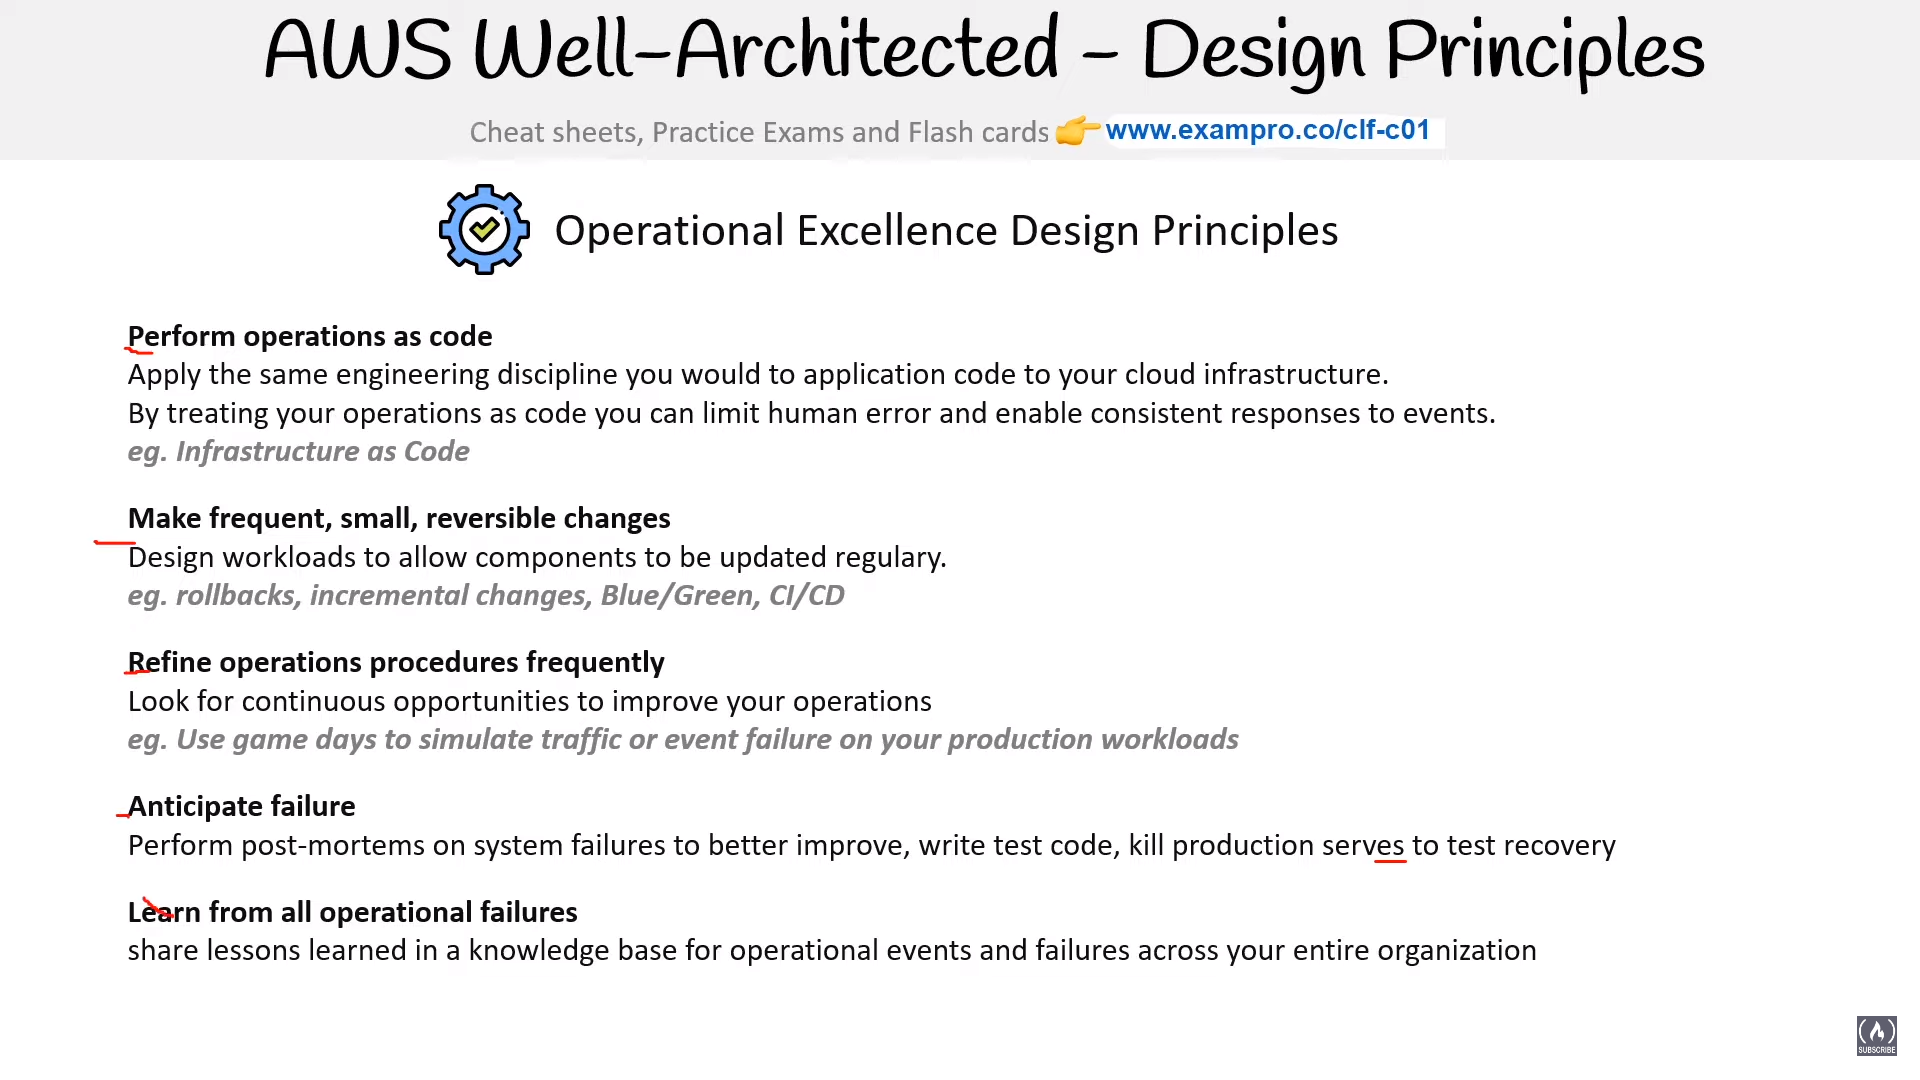 AWS Well-Architected - Design Principles
Cheat sheets, Practice Exams and Flash cards 👉 www.exampro.co/clf-c01
Operational Excellence Design Principles
Perform operations as code
Apply the same engineering discipline you would to application code to your cloud infrastructure.
By treating your operations as code you can limit human error and enable consistent responses to events.
eg. Infrastructure as Code
Make frequent, small, reversible changes
Design workloads to allow components to be updated regulary.
eg. rollbacks, incremental changes, Blue/Green, CI/CD
Refine operations procedures frequently
Look for continuous opportunities to improve your operations
eg. Use game days to simulate traffic or event failure on your production workloads
Anticipate failure
Perform post-mortems on system failures to better improve, write test code, kill production serves to test recovery
Learn from all operational failures
share lessons learned in a knowledge base for operational events and failures across your entire organization
SUBSCRIBE